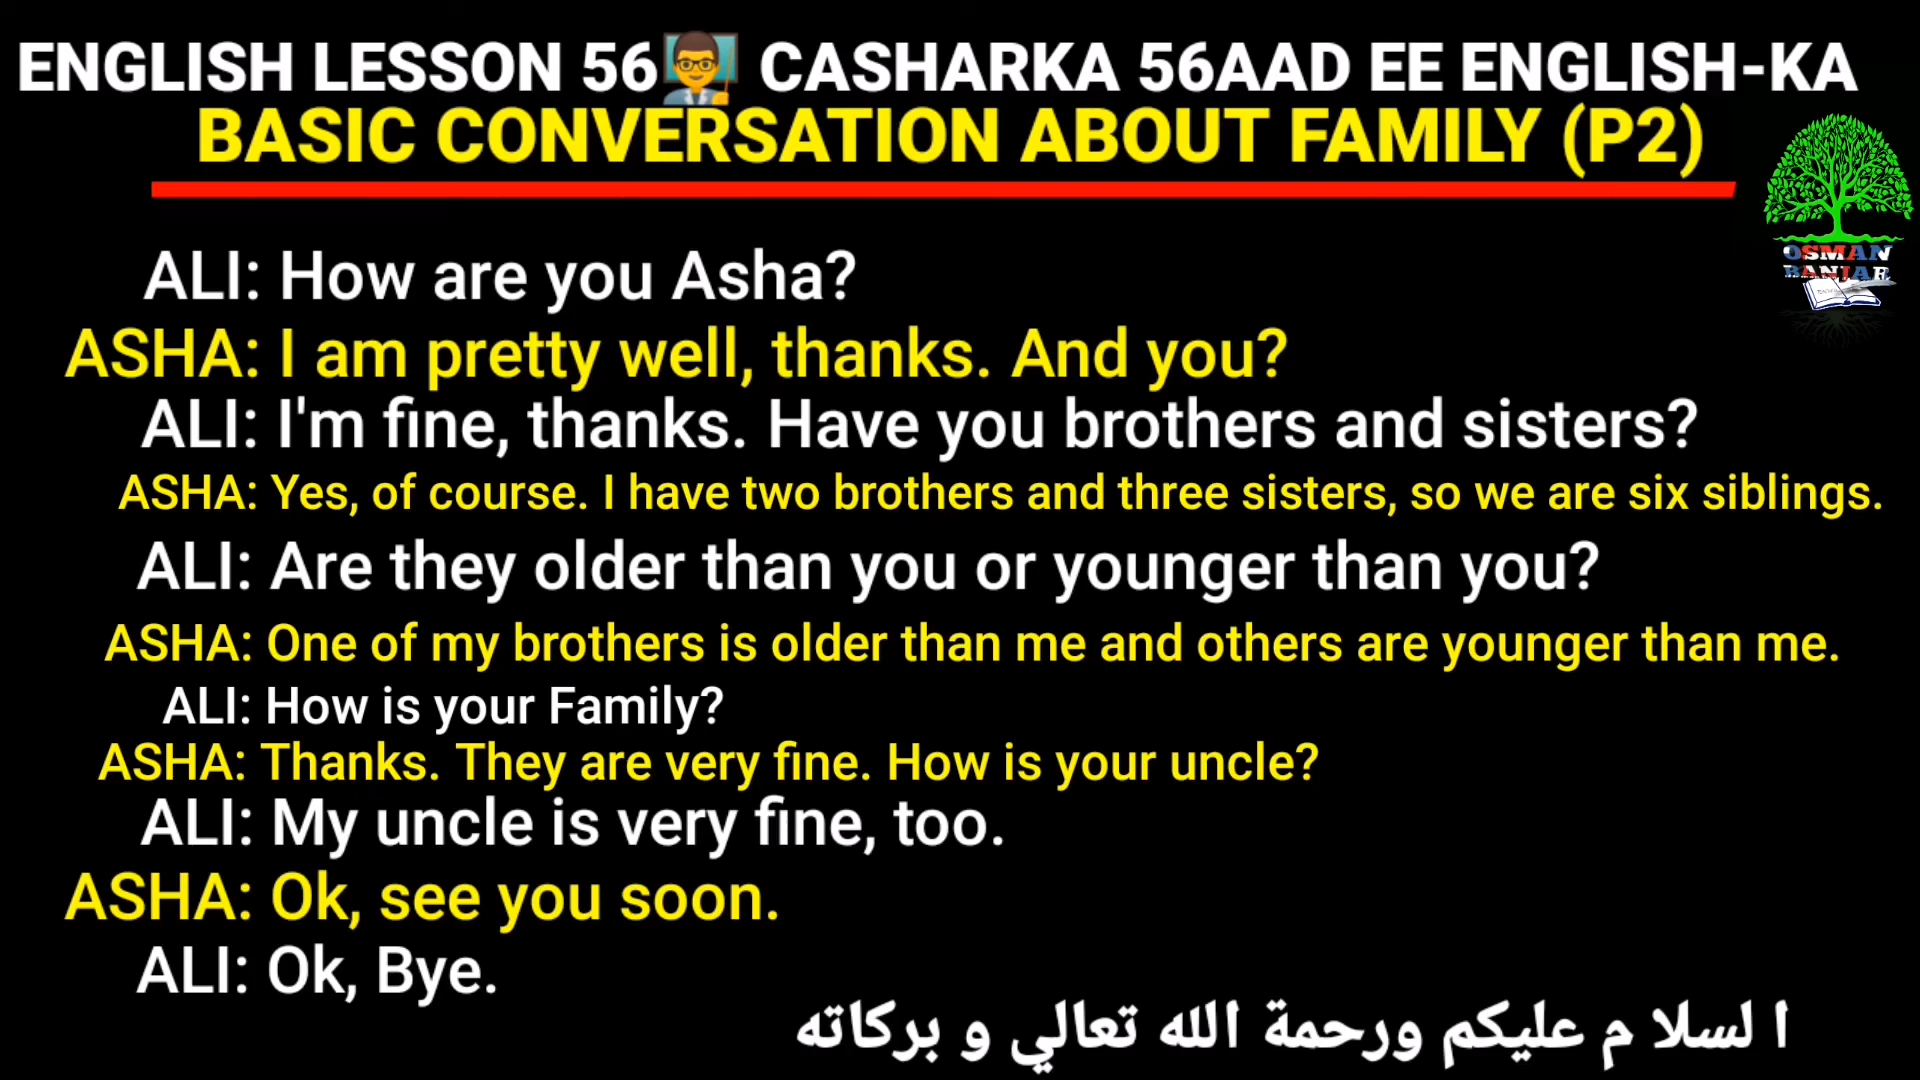 ENGLISH LESSON 56👨‍🏫 CASHARKA 56AAD EE ENGLISH-KA
BASIC CONVERSATION ABOUT FAMILY (P2)
OSMAN
BANJAR
ALI: How are you Asha?
ASHA: I am pretty well, thanks. And you?
ALI: I'm fine, thanks. Have you brothers and sisters?
ASHA: Yes, of course. I have two brothers and three sisters, so we are six siblings.
ALI: Are they older than you or younger than you?
ASHA: One of my brothers is older than me and others are younger than me.
ALI: How is your Family?
ASHA: Thanks. They are very fine. How is your uncle?
ALI: My uncle is very fine, too.
ASHA: Ok, see you soon.
ALI: Ok, Bye.
ا لسلا م عليكم ورحمة الله تعالي و بركاته